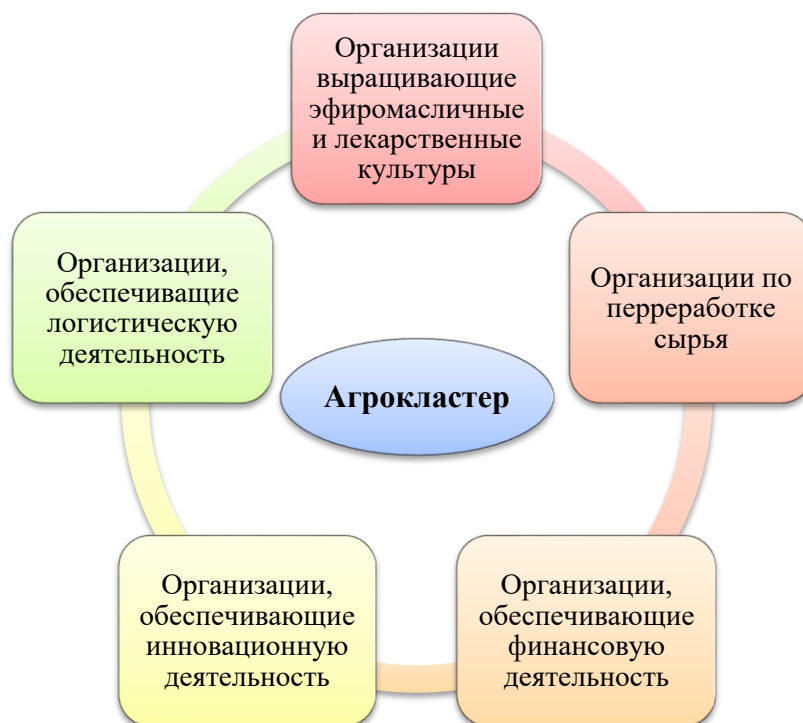 Организации
выращивающие
эфиромасличные
и лекарственные
культуры
Организации,
обеспечиващие
логистическую
деятельность
Организации по
перреработке
сырья
Агрокластер
Организации,
обеспечивающие
инновационную
деятельность
Организации,
обеспечивающие
финансовую
деятельность